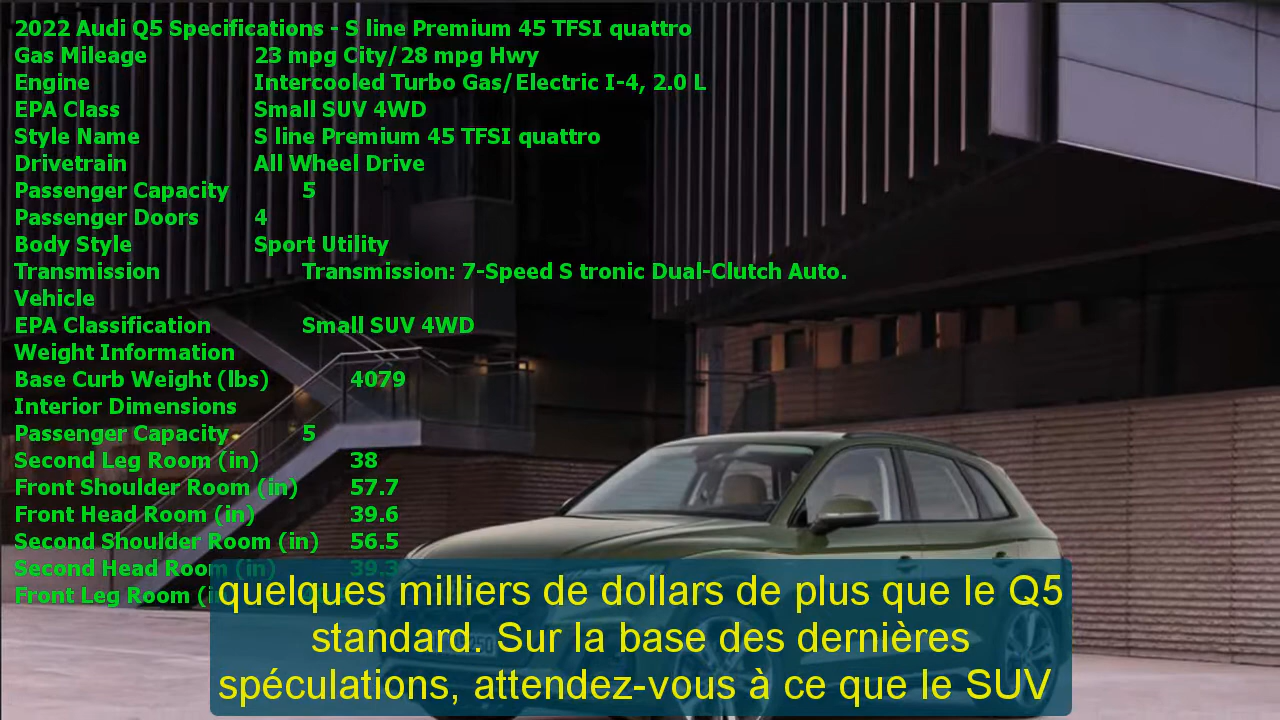 2022 Audi Q5 Specifications - S line Premium 45 TFSI quattro
Gas Mileage 23 mpg City/28 mpg Hwy
Engine Intercooled Turbo Gas/Electric I-4, 2.0 L
EPA Class Small SUV 4WD
Style Name S line Premium 45 TFSI quattro
Drivetrain All Wheel Drive
Passenger Capacity 5
Passenger Doors 4
Body Style Sport Utility
Transmission Transmission: 7-Speed S tronic Dual-Clutch Auto.
Vehicle
EPA Classification Small SUV 4WD
Weight Information
Base Curb Weight (lbs) 4079
Interior Dimensions
Passenger Capacity 5
Second Leg Room (in) 38
Front Shoulder Room (in) 57.7
Front Head Room (in) 39.6
Second Shoulder Room (in) 56.5
Second Head Room (in) 39.3
Front Leg Room
quelques milliers de dollars de plus que le Q5
standard. Sur la base des dernières
spéculations, attendez-vous à ce que le SUV